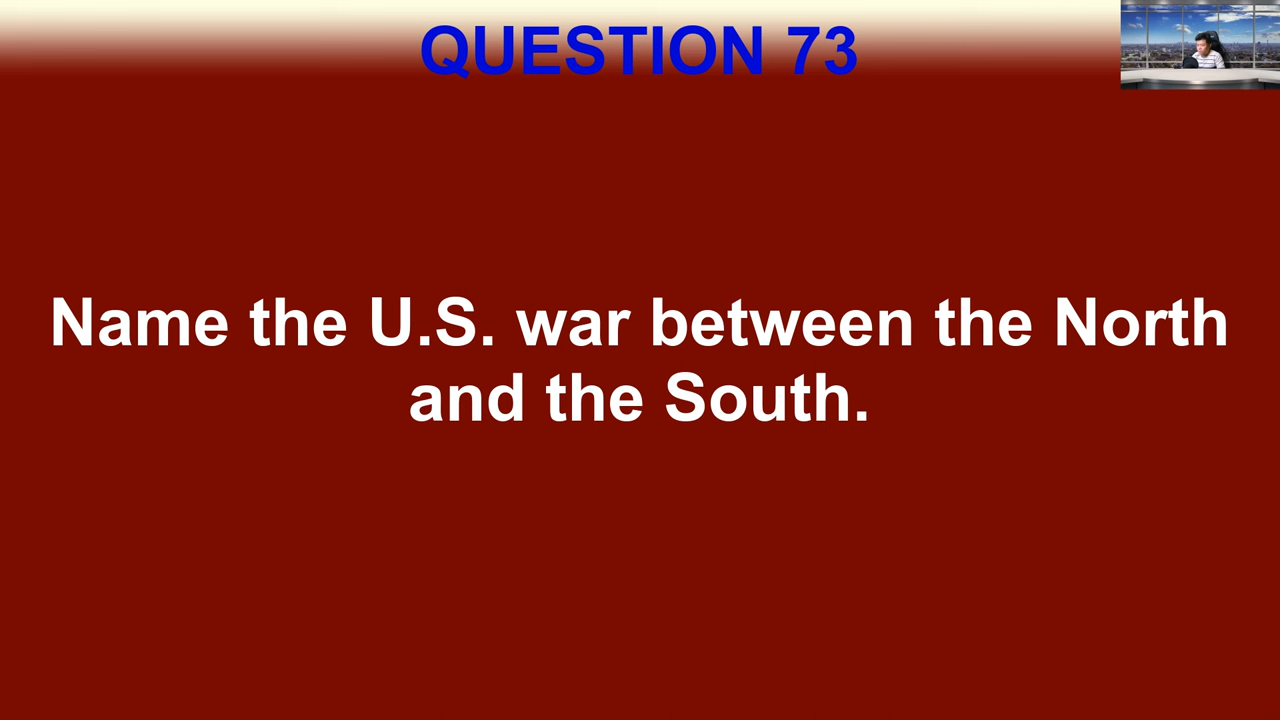 QUESTION 73
Name the U.S. war between the North
and the South.